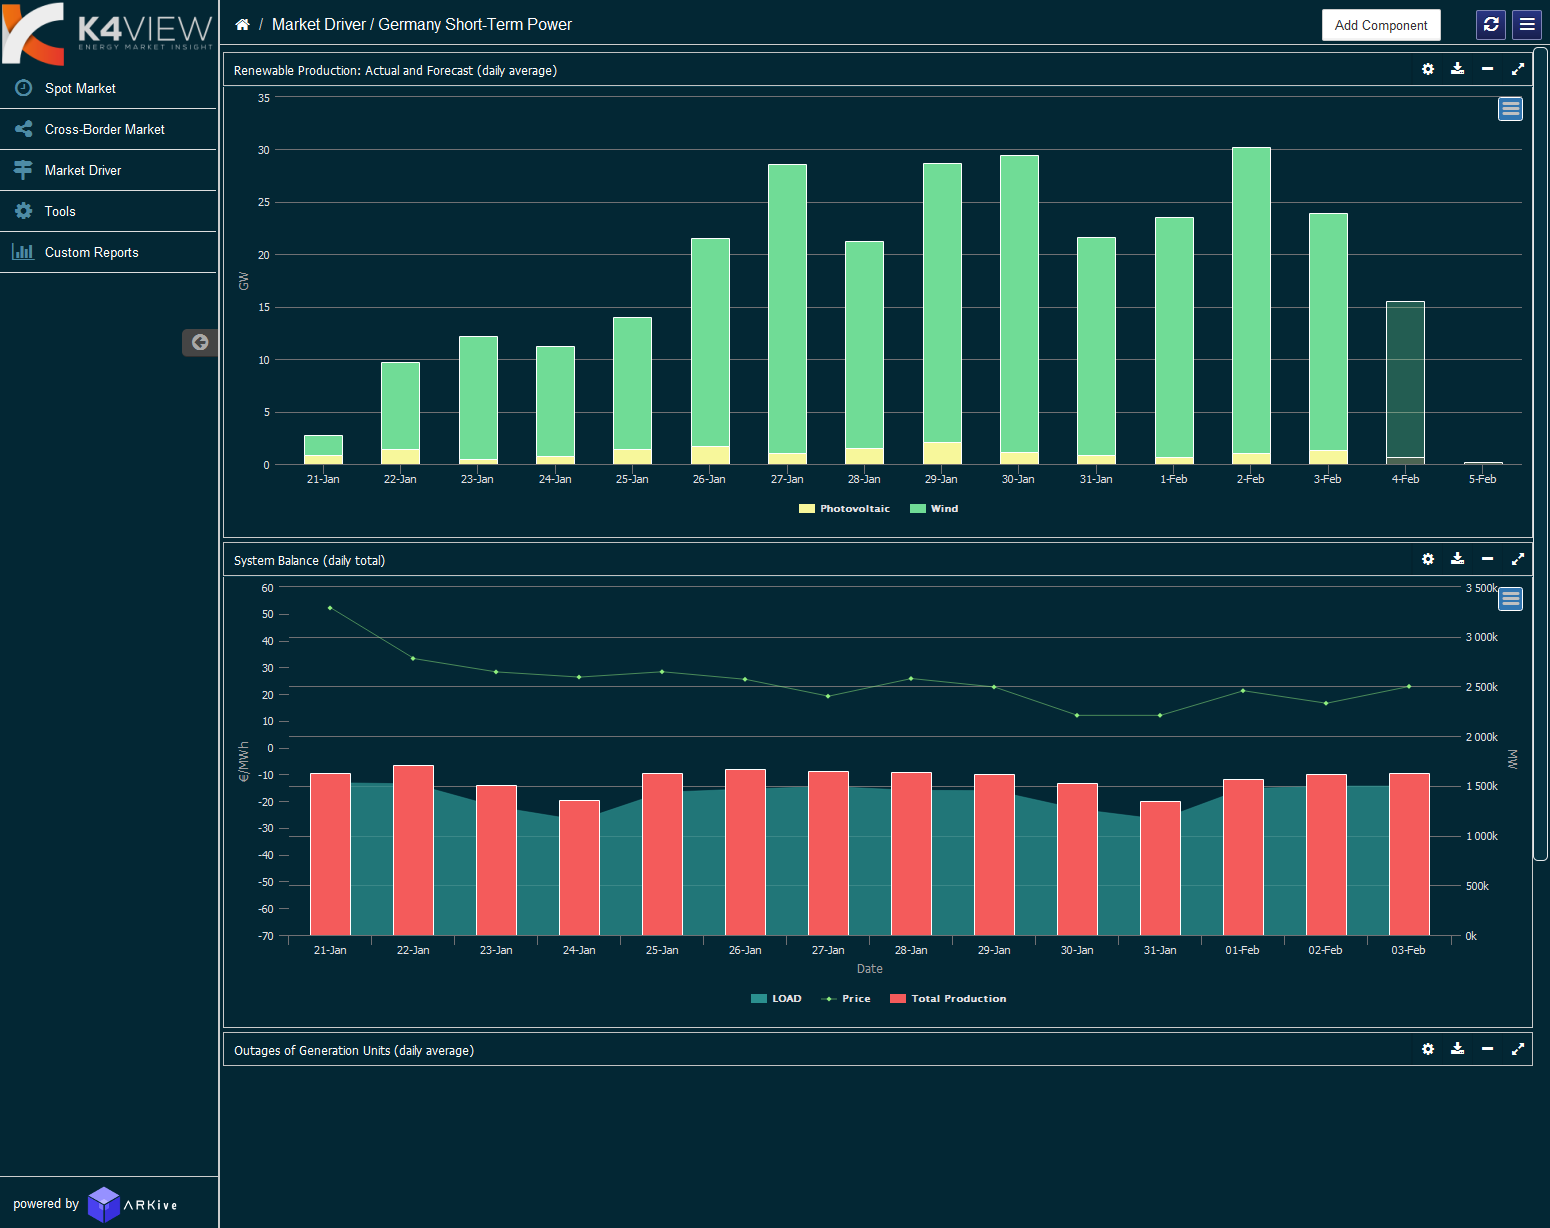 K4VIEW
ENERGY MARKET INSIGHT
Spot Market
Cross-Border Market
Market Driver
Tools
Custom Reports
powered by ARKive
/ Market Driver / Germany Short-Term Power
Add Component
Renewable Production: Actual and Forecast (daily average)
35
30
25
20
15
10
5
0
GW
21-Jan 22-Jan 23-Jan 24-Jan 25-Jan 26-Jan 27-Jan 28-Jan 29-Jan 30-Jan 31-Jan 1-Feb 2-Feb 3-Feb 4-Feb 5-Feb
Photovoltaic Wind
System Balance (daily total)
60
50
40
30
20
10
0
-10
-20
-30
-40
-50
-60
-70
€/MWh
3 500k
3 000k
2 500k
2 000k
1 500k
1 000k
500k
0k
MW
21-Jan 22-Jan 23-Jan 24-Jan 25-Jan 26-Jan 27-Jan 28-Jan 29-Jan 30-Jan 31-Jan 01-Feb 02-Feb 03-Feb
Date
LOAD Price Total Production
Outages of Generation Units (daily average)